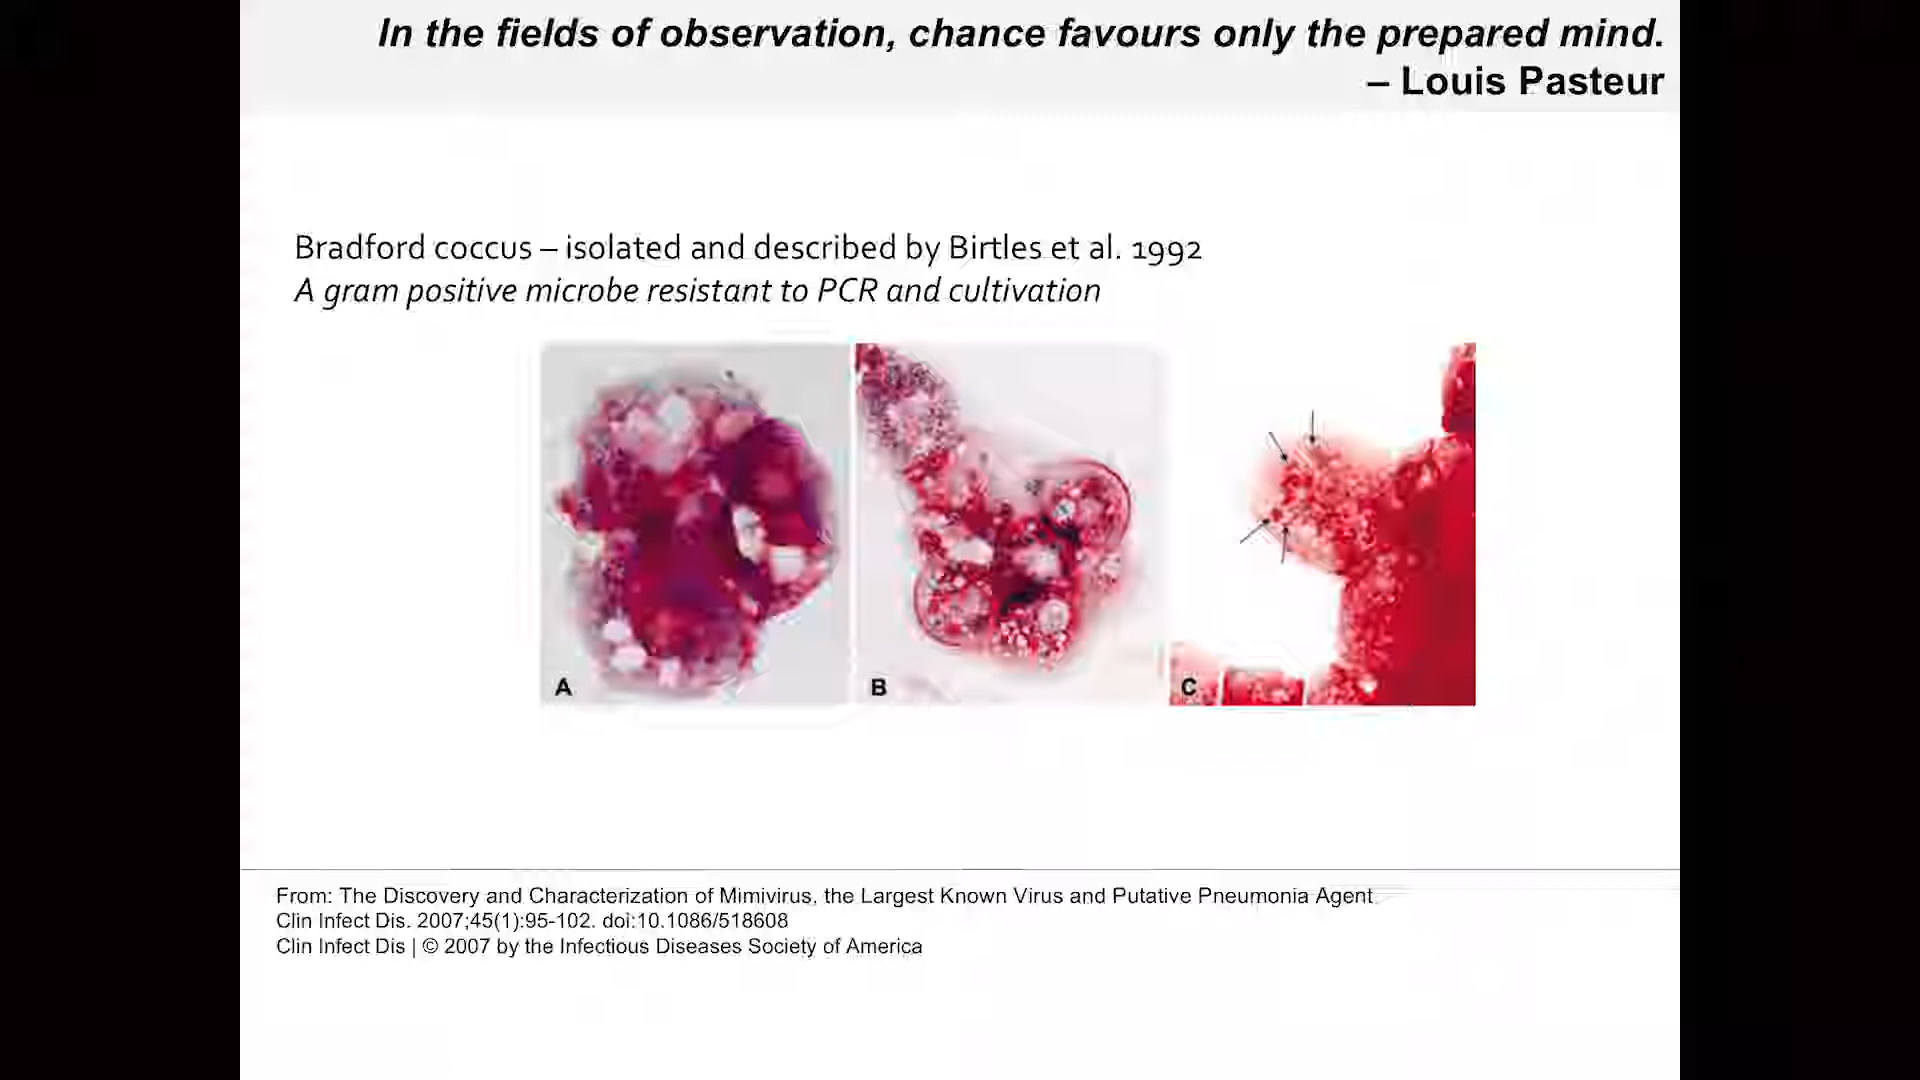 In the fields of observation, chance favours only the prepared mind.
– Louis Pasteur
Bradford coccus – isolated and described by Birtles et al. 1992
A gram positive microbe resistant to PCR and cultivation
A
B
C
From: The Discovery and Characterization of Mimivirus, the Largest Known Virus and Putative Pneumonia Agent
Clin Infect Dis. 2007;45(1):95-102. doi:10.1086/518608
Clin Infect Dis | © 2007 by the Infectious Diseases Society of America